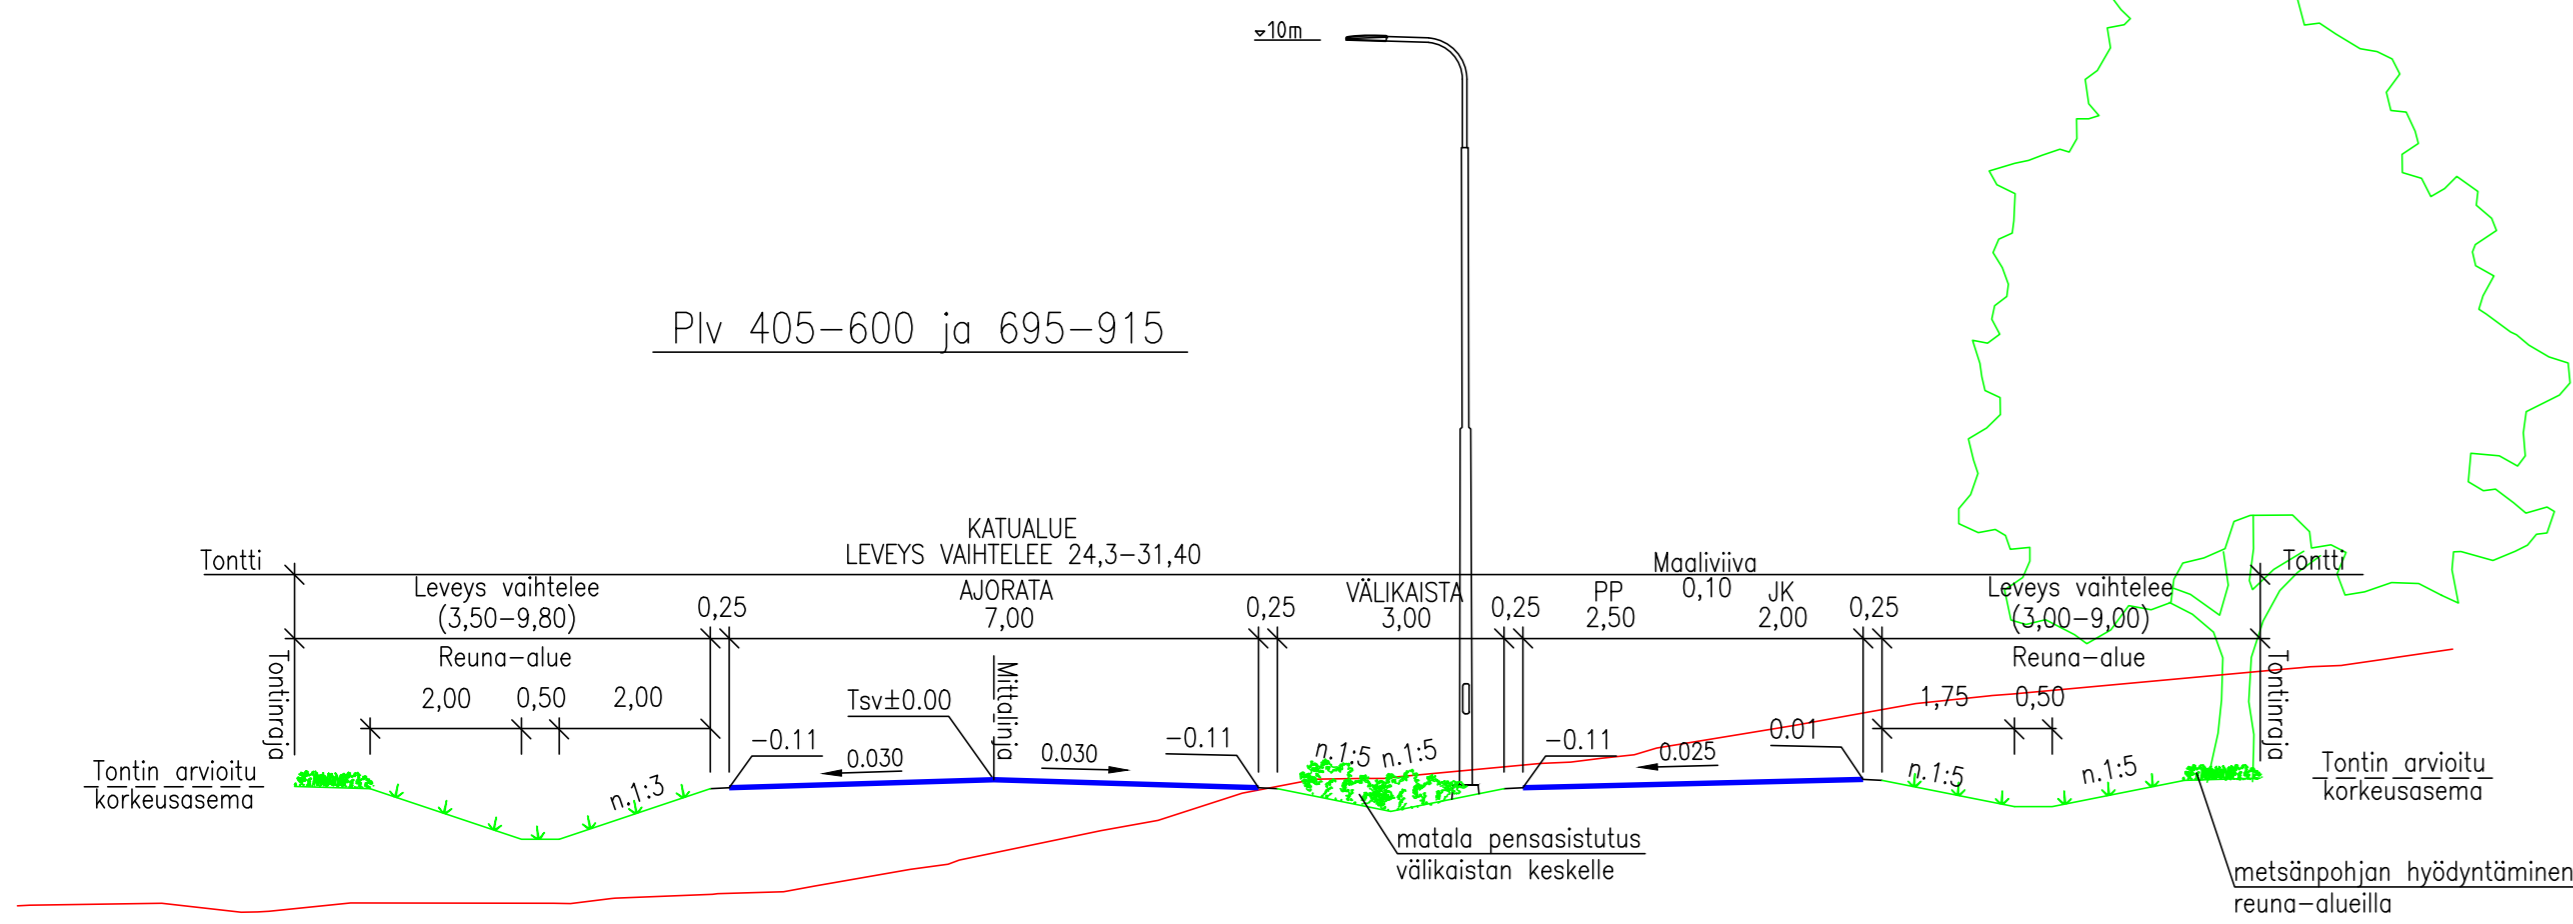 ▿10m
Plv 405-600 ja 695-915
KATUALUE
LEVEYS VAIHTELEE 24,3-31,40
Tontti
Tontti
Leveys vaihtelee
(3,50-9,80)
0,25
AJORATA
7,00
0,25
VÄLIKAISTA
3,00
0,25
PP
2,50
Maaliviiva
0,10
JK
2,00
0,25
Leveys vaihtelee
(3,00-9,00)
Tontinraja
Reuna-alue
Mittalinja
Reuna-alue
Tontinraja
2,00
0,50
2,00
Tsv±0.00
1,75
0,50
-0.11
0.030
0.030
-0.11
n.1:5
n.1:5
-0.11
0.025
0.01
Tontin arvioitu
korkeusasema
n.1:3
n.1:5
n.1:5
Tontin arvioitu
korkeusasema
matala pensasistutus
välikaistan keskelle
metsänpohjan hyödyntäminen
reuna-alueilla